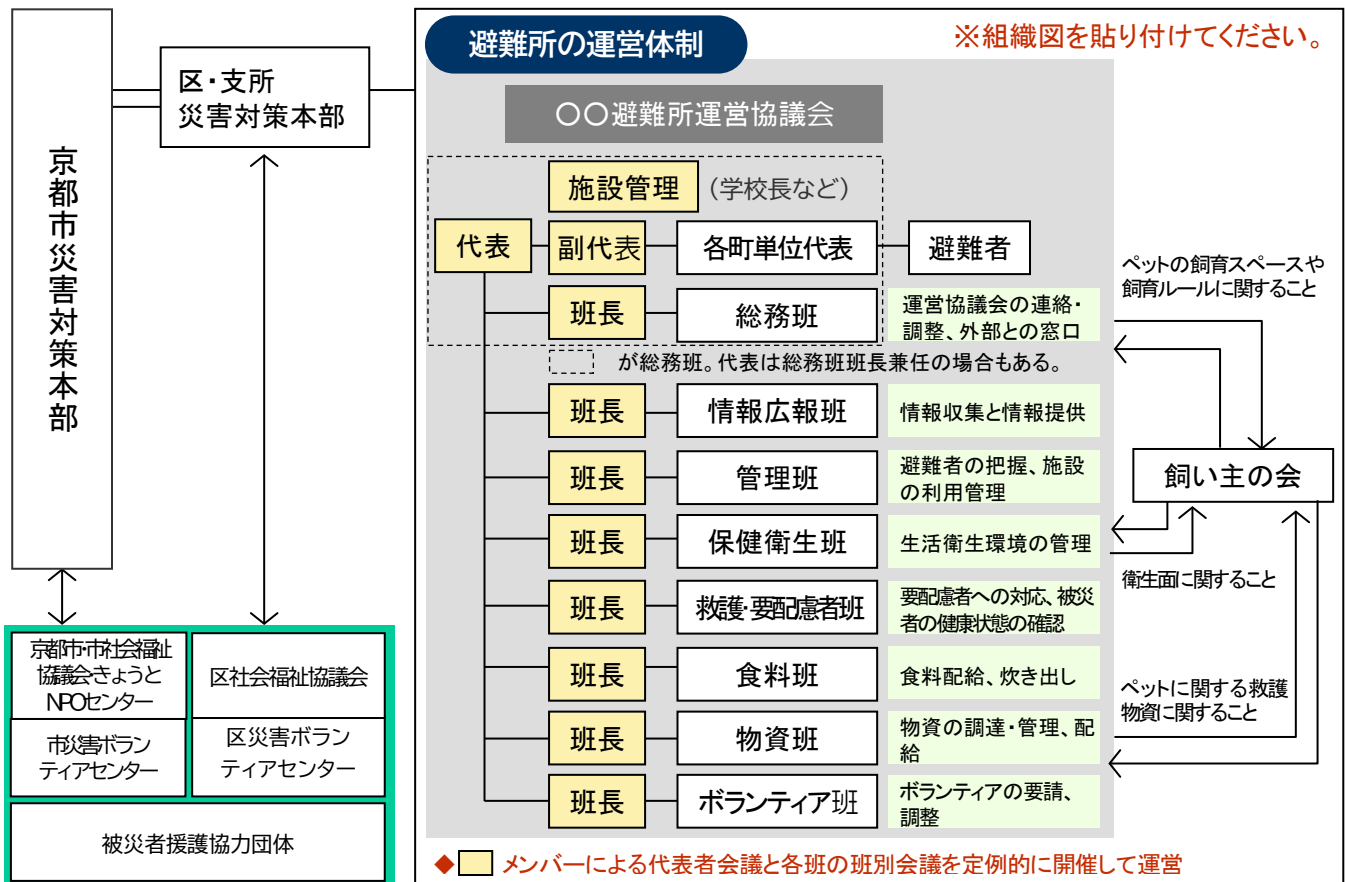 京都市災害対策本部
区・支所
災害対策本部
避難所の運営体制
※組織図を貼り付けてください。
〇〇避難所運営協議会
施設管理 (学校長など)
代表 副代表 各町単位代表 避難者
班長 総務班 運営協議会の連絡・
調整、外部との窓口
が総務班。代表は総務班班長兼任の場合もある。
班長 情報広報班 情報収集と情報提供
班長 管理班 避難者の把握、施設
の利用管理
班長 保健衛生班 生活衛生環境の管理
班長 救護・要配慮者班 要配慮者への対応、被災
者の健康状態の確認
班長 食料班 食料配給、炊き出し
班長 物資班 物資の調達・管理、配
給
班長 ボランティア班 ボランティアの要請、
調整
◆ メンバーによる代表者会議と各班の班別会議を定例的に開催して運営
ペットの飼育スペースや
飼育ルールに関すること
飼い主の会
衛生面に関すること
ペットに関する救護
物資に関すること
京都市・市社会福祉
協議会・きょうと
NPOセンター
区社会福祉協議会
市災害ボラン
ティアセンター
区災害ボラン
ティアセンター
被災者援護協力団体